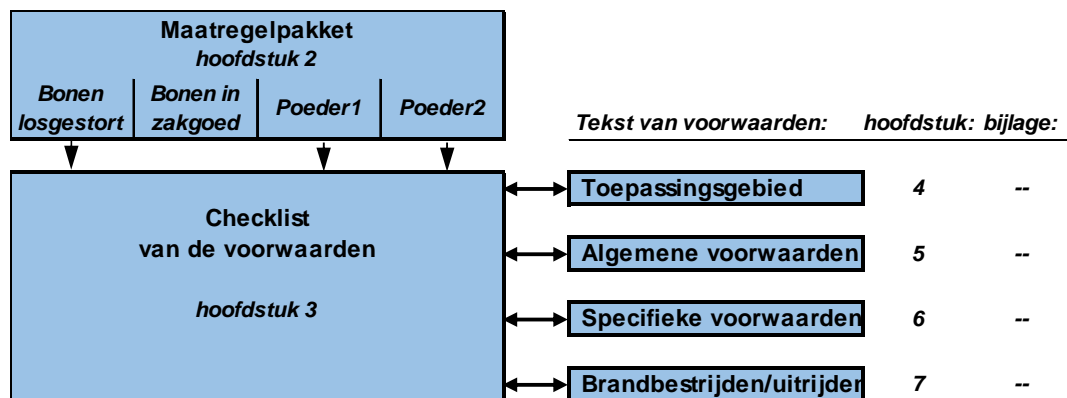 Maatregelpakket
hoofdstuk 2
Bonen losgestort
Bonen in zakgoed
Poeder1
Poeder2
Tekst van voorwaarden: hoofdstuk: bijlage:
Toepassingsgebied 4 --
Checklist
van de voorwaarden
hoofdstuk 3
Algemene voorwaarden 5 --
Specifieke voorwaarden 6 --
Brandbestrijden/uitrijden 7 --